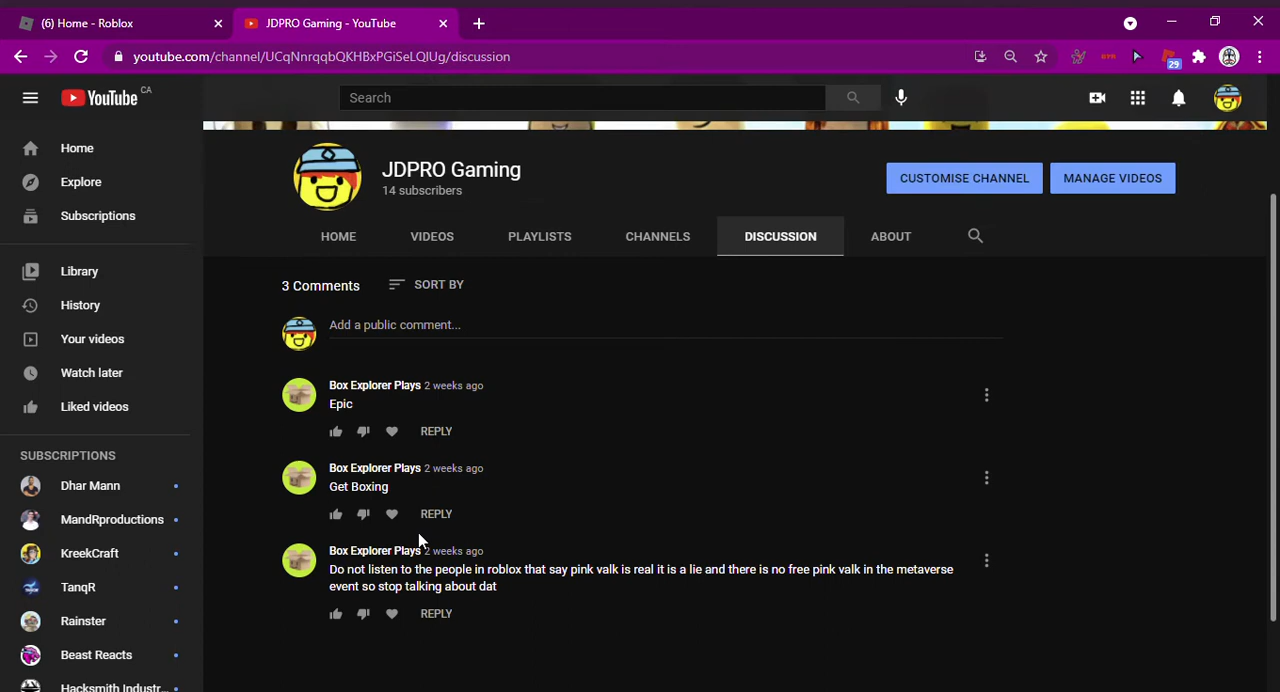 (6) Home - Roblox
JDPRO Gaming - YouTube
youtube.com/channel/UCqNnrqqbQKHBxPGiSeLQIUg/discussion
29
YouTube CA
Search
JDPRO Gaming
14 subscribers
CUSTOMISE CHANNEL
MANAGE VIDEOS
HOME
VIDEOS
PLAYLISTS
CHANNELS
DISCUSSION
ABOUT
Home
Explore
Subscriptions
Library
History
Your videos
Watch later
Liked videos
SUBSCRIPTIONS
Dhar Mann
MandRproductions
KreekCraft
TanqR
Rainster
Beast Reacts
Hacksmith Industr...
3 Comments
SORT BY
Add a public comment...
Box Explorer Plays 2 weeks ago
Epic
REPLY
Box Explorer Plays 2 weeks ago
Get Boxing
REPLY
Box Explorer Plays 2 weeks ago
Do not listen to the people in roblox that say pink valk is real it is a lie and there is no free pink valk in the metaverse
event so stop talking about dat
REPLY